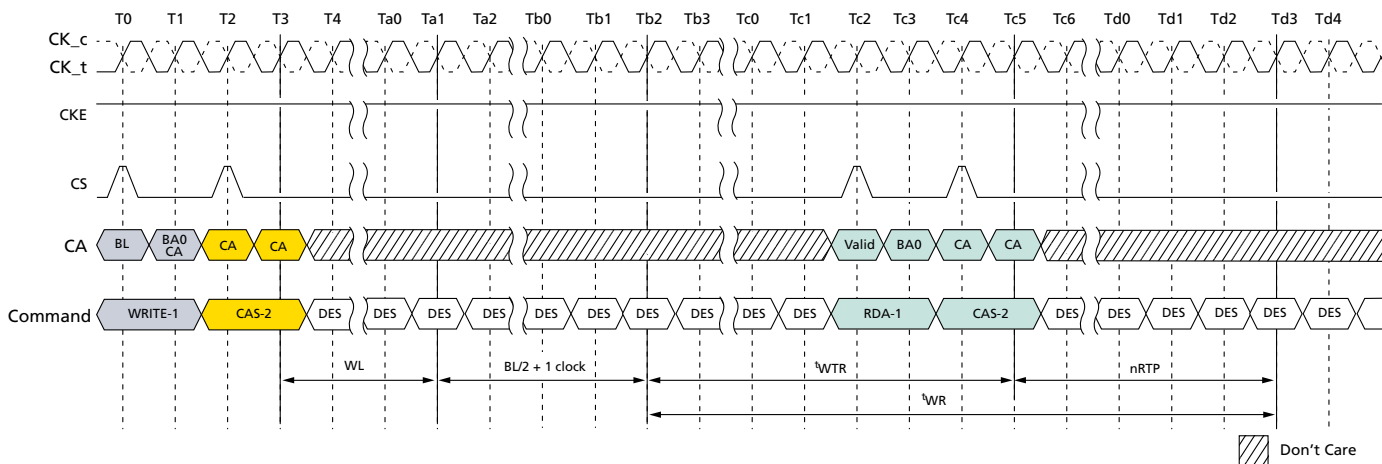 T0 T1 T2 T3 T4 Ta0 Ta1 Ta2 Tb0 Tb1 Tb2 Tb3 Tc0 Tc1 Tc2 Tc3 Tc4 Tc5 Tc6 Td0 Td1 Td2 Td3 Td4
CK_c
CK_t
CKE
CS
CA BL BA0 CA CA CA Valid BA0 CA CA
Command WRITE-1 CAS-2 DES DES DES DES DES DES DES DES DES DES RDA-1 CAS-2 DES DES DES DES DES DES
WL BL/2 + 1 clock tWTR nRTP
tWR
Don't Care